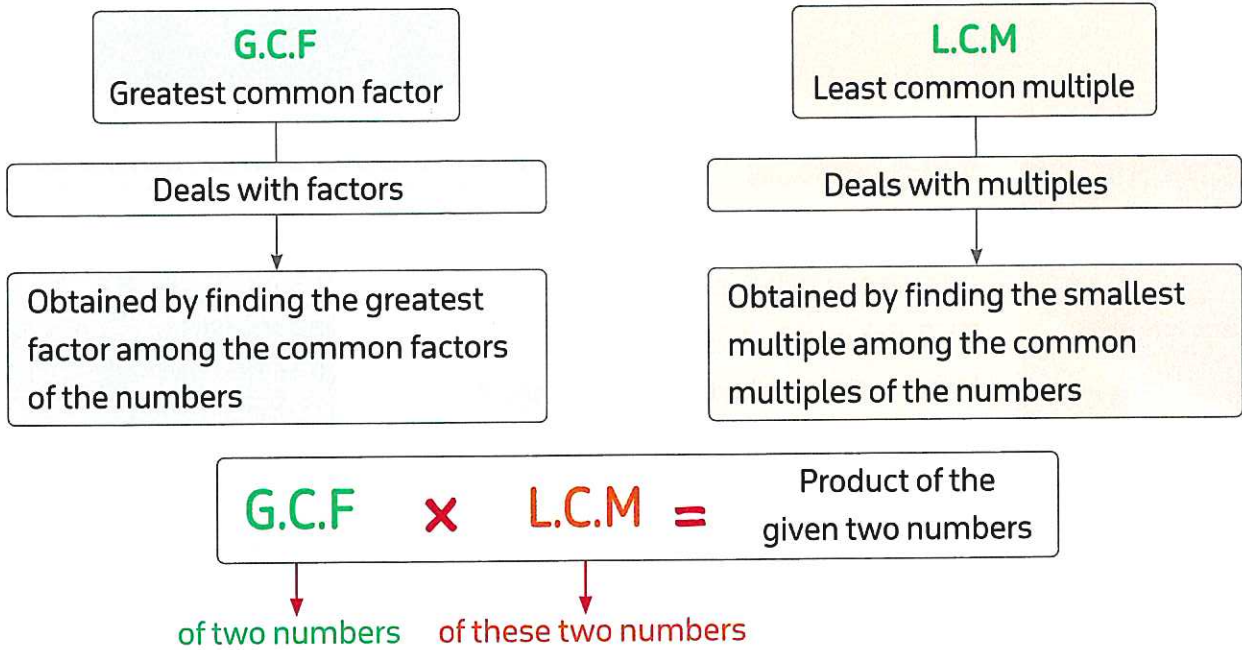 G.C.F
Greatest common factor
Deals with factors
Obtained by finding the greatest
factor among the common factors
of the numbers
L.C.M
Least common multiple
Deals with multiples
Obtained by finding the smallest
multiple among the common
multiples of the numbers
G.C.F × L.C.M = Product of the
given two numbers
of two numbers
of these two numbers